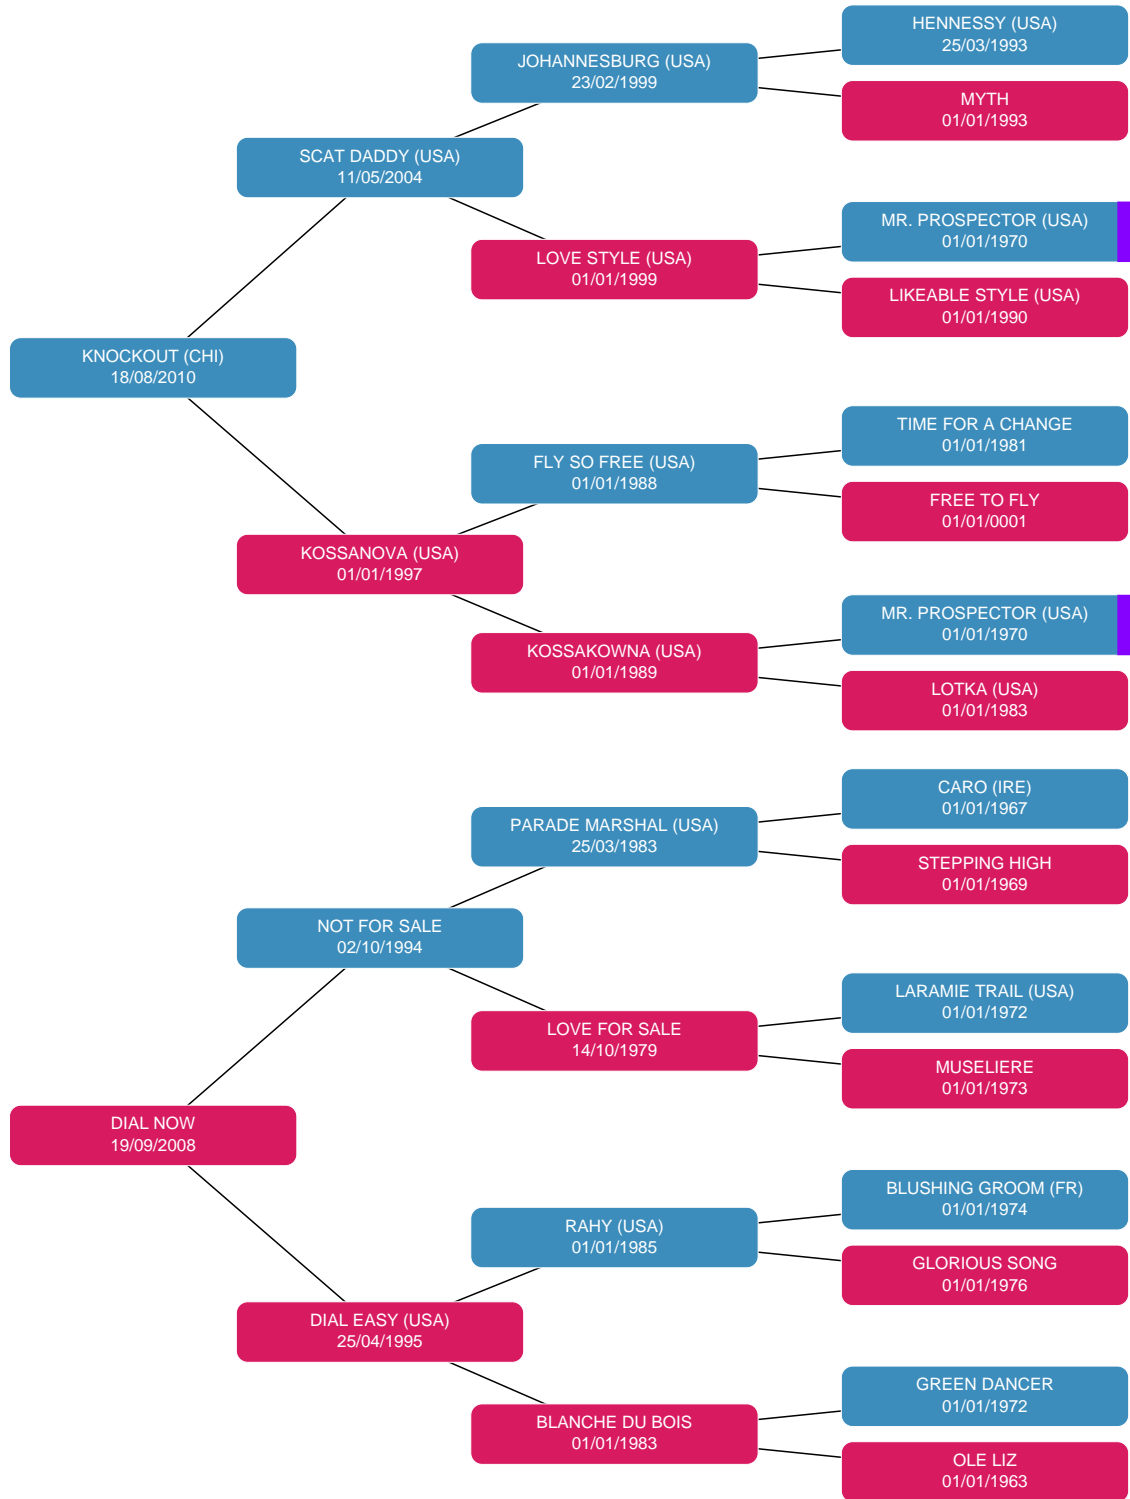 HENNESSY (USA)
25/03/1993
JOHANNESBURG (USA)
23/02/1999
MYTH
01/01/1993
SCAT DADDY (USA)
11/05/2004
MR. PROSPECTOR (USA)
01/01/1970
LOVE STYLE (USA)
01/01/1999
LIKEABLE STYLE (USA)
01/01/1990
KNOCKOUT (CHI)
18/08/2010
TIME FOR A CHANGE
01/01/1981
FLY SO FREE (USA)
01/01/1988
FREE TO FLY
01/01/0001
KOSSANOVA (USA)
01/01/1997
MR. PROSPECTOR (USA)
01/01/1970
KOSSAKOWNA (USA)
01/01/1989
LOTKA (USA)
01/01/1983
CARO (IRE)
01/01/1967
PARADE MARSHAL (USA)
25/03/1983
STEPPING HIGH
01/01/1969
NOT FOR SALE
02/10/1994
LARAMIE TRAIL (USA)
01/01/1972
LOVE FOR SALE
14/10/1979
MUSELIERE
01/01/1973
DIAL NOW
19/09/2008
BLUSHING GROOM (FR)
01/01/1974
RAHY (USA)
01/01/1985
GLORIOUS SONG
01/01/1976
DIAL EASY (USA)
25/04/1995
GREEN DANCER
01/01/1972
BLANCHE DU BOIS
01/01/1983
OLE LIZ
01/01/1963